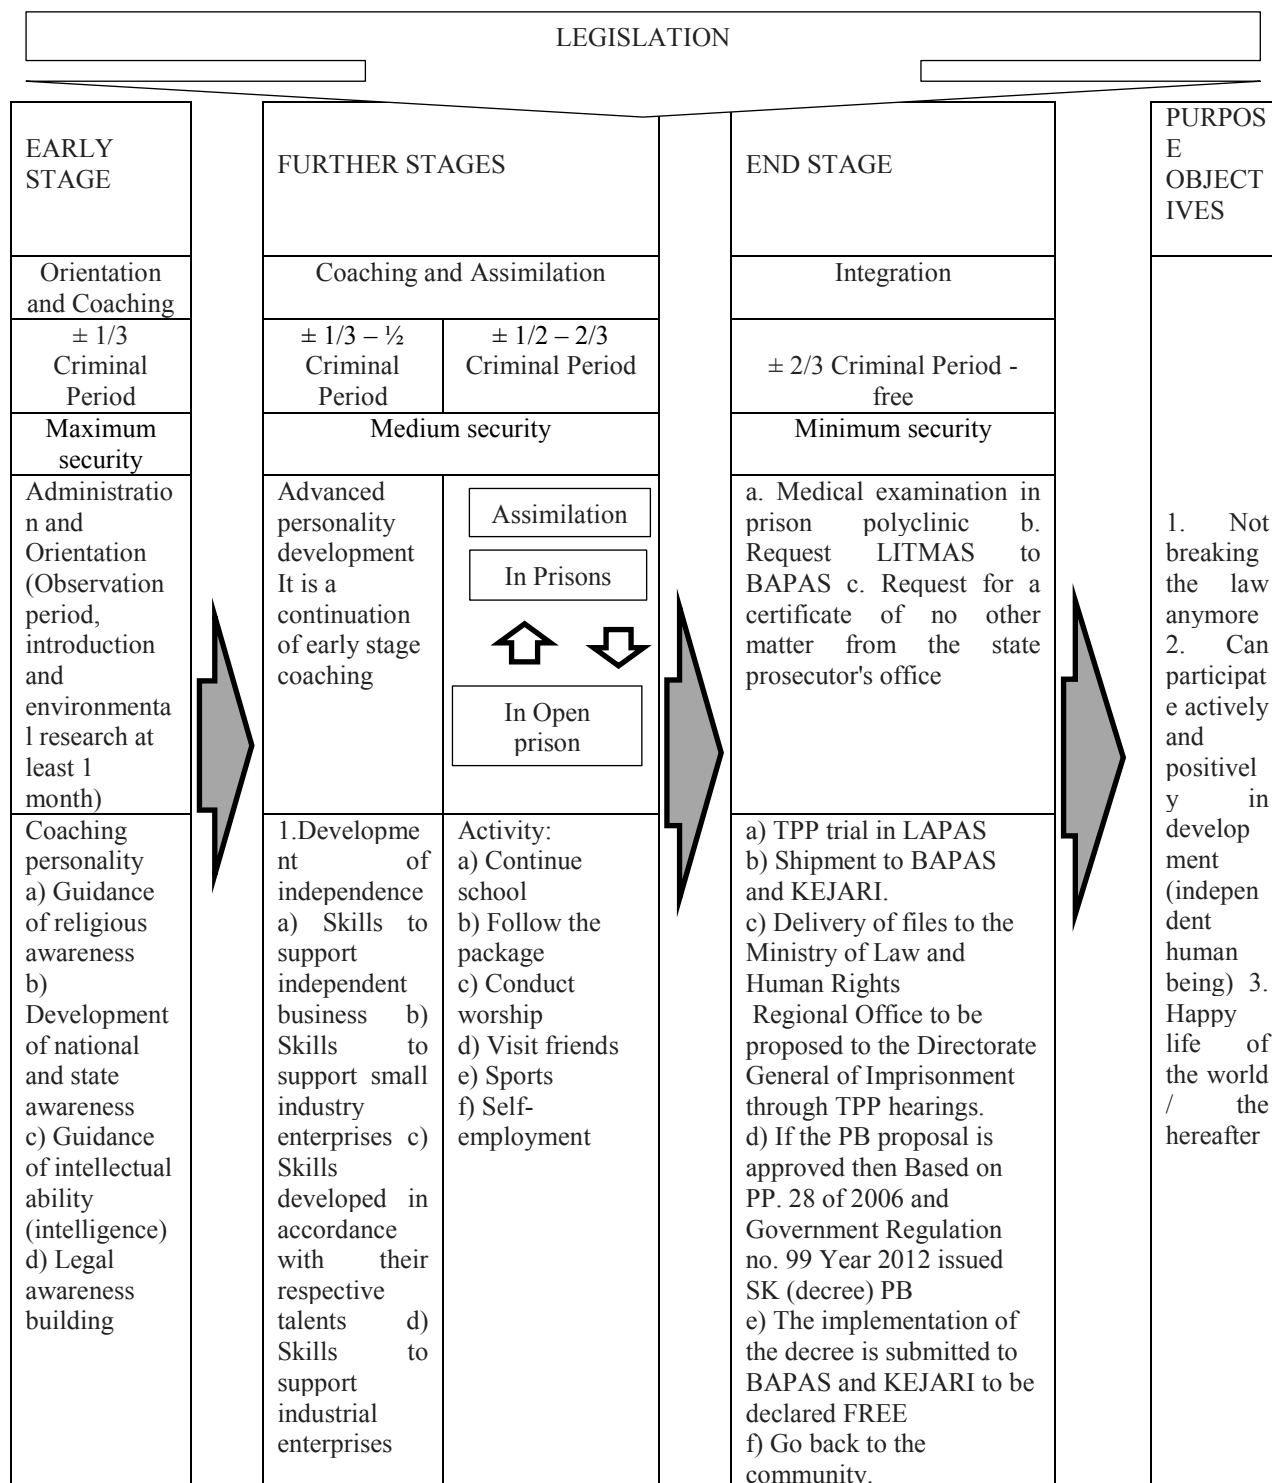 LEGISLATION
EARLY
STAGE
FURTHER STAGES
END STAGE
PURPOS
E
OBJECT
IVES
Orientation
and Coaching
Coaching and Assimilation
Integration
± 1/3
Criminal
Period
± 1/3 – ½
Criminal
Period
± 1/2 – 2/3
Criminal Period
± 2/3 Criminal Period -
free
Maximum
security
Medium security
Minimum security
Administratio
n and
Orientation
(Observation
period,
introduction
and
environmenta
l research at
least 1
month)
Advanced
personality
development
It is a
continuation
of early stage
coaching
Assimilation
In Prisons
In Open
prison
a. Medical examination in
prison polyclinic b.
Request LITMAS to
BAPAS c. Request for a
certificate of no other
matter from the state
prosecutor's office
1. Not
breaking
the law
anymore
2. Can
participat
e actively
and
positivel
y in
develop
ment
(indepen
dent
human
being) 3.
Happy
life of
the world
/ the
hereafter
Coaching
personality
a) Guidance
of religious
awareness
b)
Development
of national
and state
awareness
c) Guidance
of intellectual
ability
(intelligence)
d) Legal
awareness
building
1.Developme
nt of
independence
a) Skills to
support
independent
business b)
Skills to
support small
industry
enterprises c)
Skills
developed in
accordance
with their
respective
talents d)
Skills to
support
industrial
enterprises
Activity:
a) Continue
school
b) Follow the
package
c) Conduct
worship
d) Visit friends
e) Sports
f) Self-
employment
a) TPP trial in LAPAS
b) Shipment to BAPAS
and KEJARI.
c) Delivery of files to the
Ministry of Law and
Human Rights
Regional Office to be
proposed to the Directorate
General of Imprisonment
through TPP hearings.
d) If the PB proposal is
approved then Based on
PP. 28 of 2006 and
Government Regulation
no. 99 Year 2012 issued
SK (decree) PB
e) The implementation of
the decree is submitted to
BAPAS and KEJARI to be
declared FREE
f) Go back to the
community.